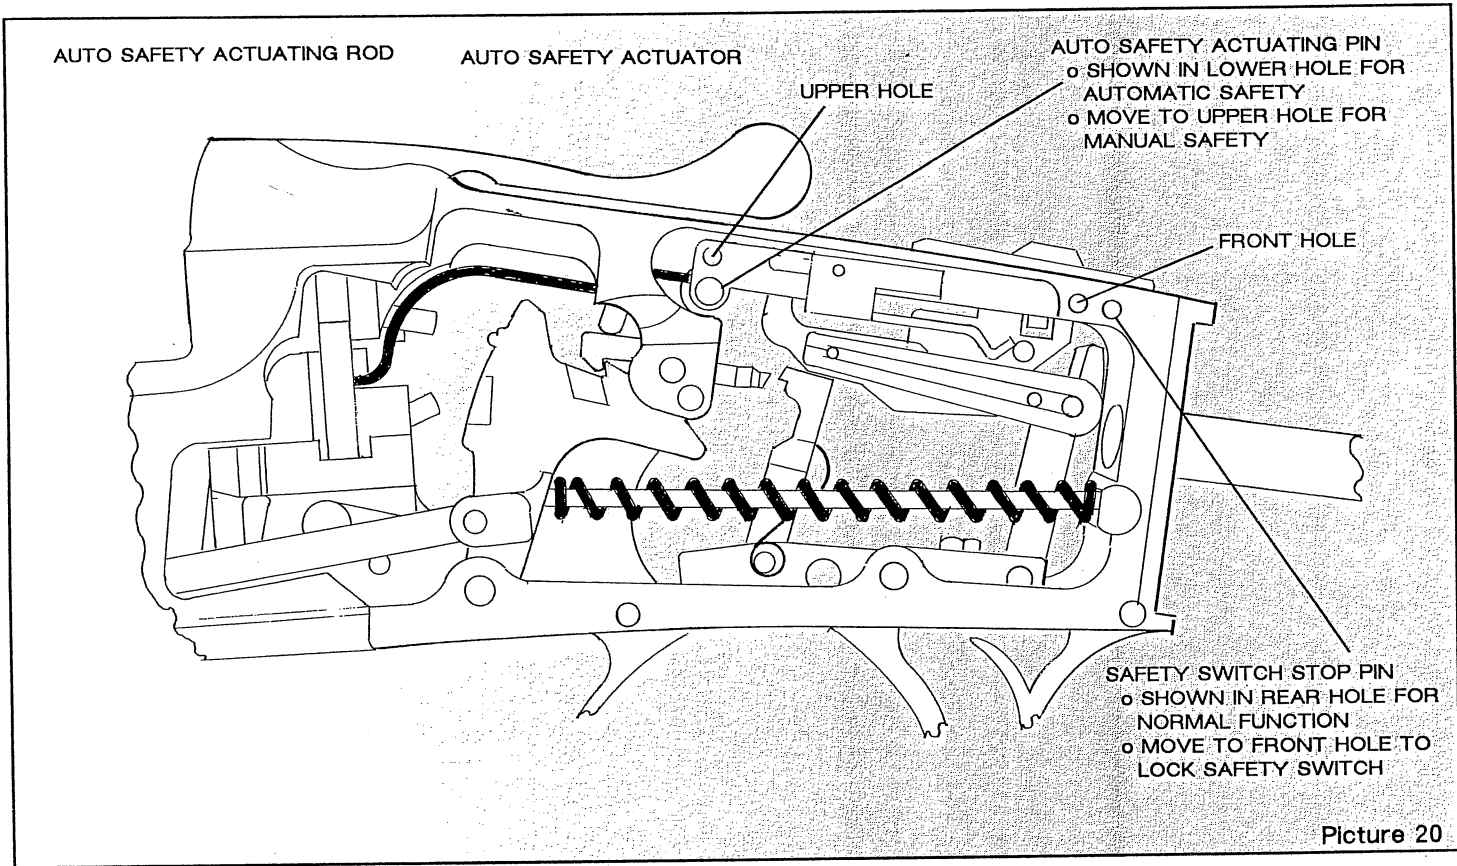 AUTO SAFETY ACTUATING ROD
AUTO SAFETY ACTUATOR
UPPER HOLE
AUTO SAFETY ACTUATING PIN
o SHOWN IN LOWER HOLE FOR
AUTOMATIC SAFETY
o MOVE TO UPPER HOLE FOR
MANUAL SAFETY
FRONT HOLE
SAFETY SWITCH STOP PIN
o SHOWN IN REAR HOLE FOR
NORMAL FUNCTION
o MOVE TO FRONT HOLE TO
LOCK SAFETY SWITCH
Picture 20